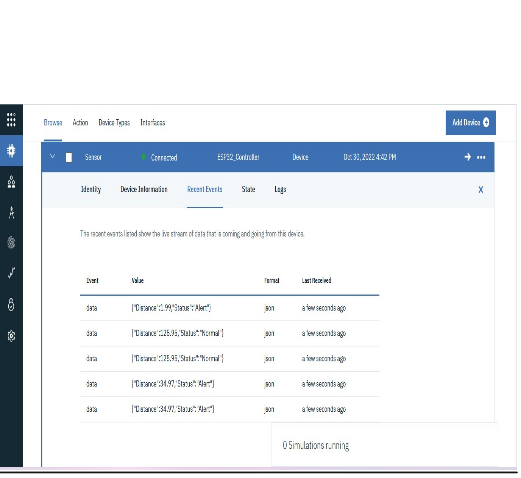 Browse Action Device Types Interfaces
Add Device
Sensor Connected ESP32_Controller Device Oct 30, 2022 4:42 PM
Identity Device Information Recent Events State Logs X
The recent events listed show the live stream of data that is coming and going from this device.
Event Value Format Last Received
data {"Distance":1.99,"Status":"Alert"} json a few seconds ago
data {"Distance":125.95,"Status":"Normal"} json a few seconds ago
data {"Distance":125.95,"Status":"Normal"} json a few seconds ago
data {"Distance":34.97,"Status":"Alert"} json a few seconds ago
data {"Distance":34.97,"Status":"Alert"} json a few seconds ago
0 Simulations running